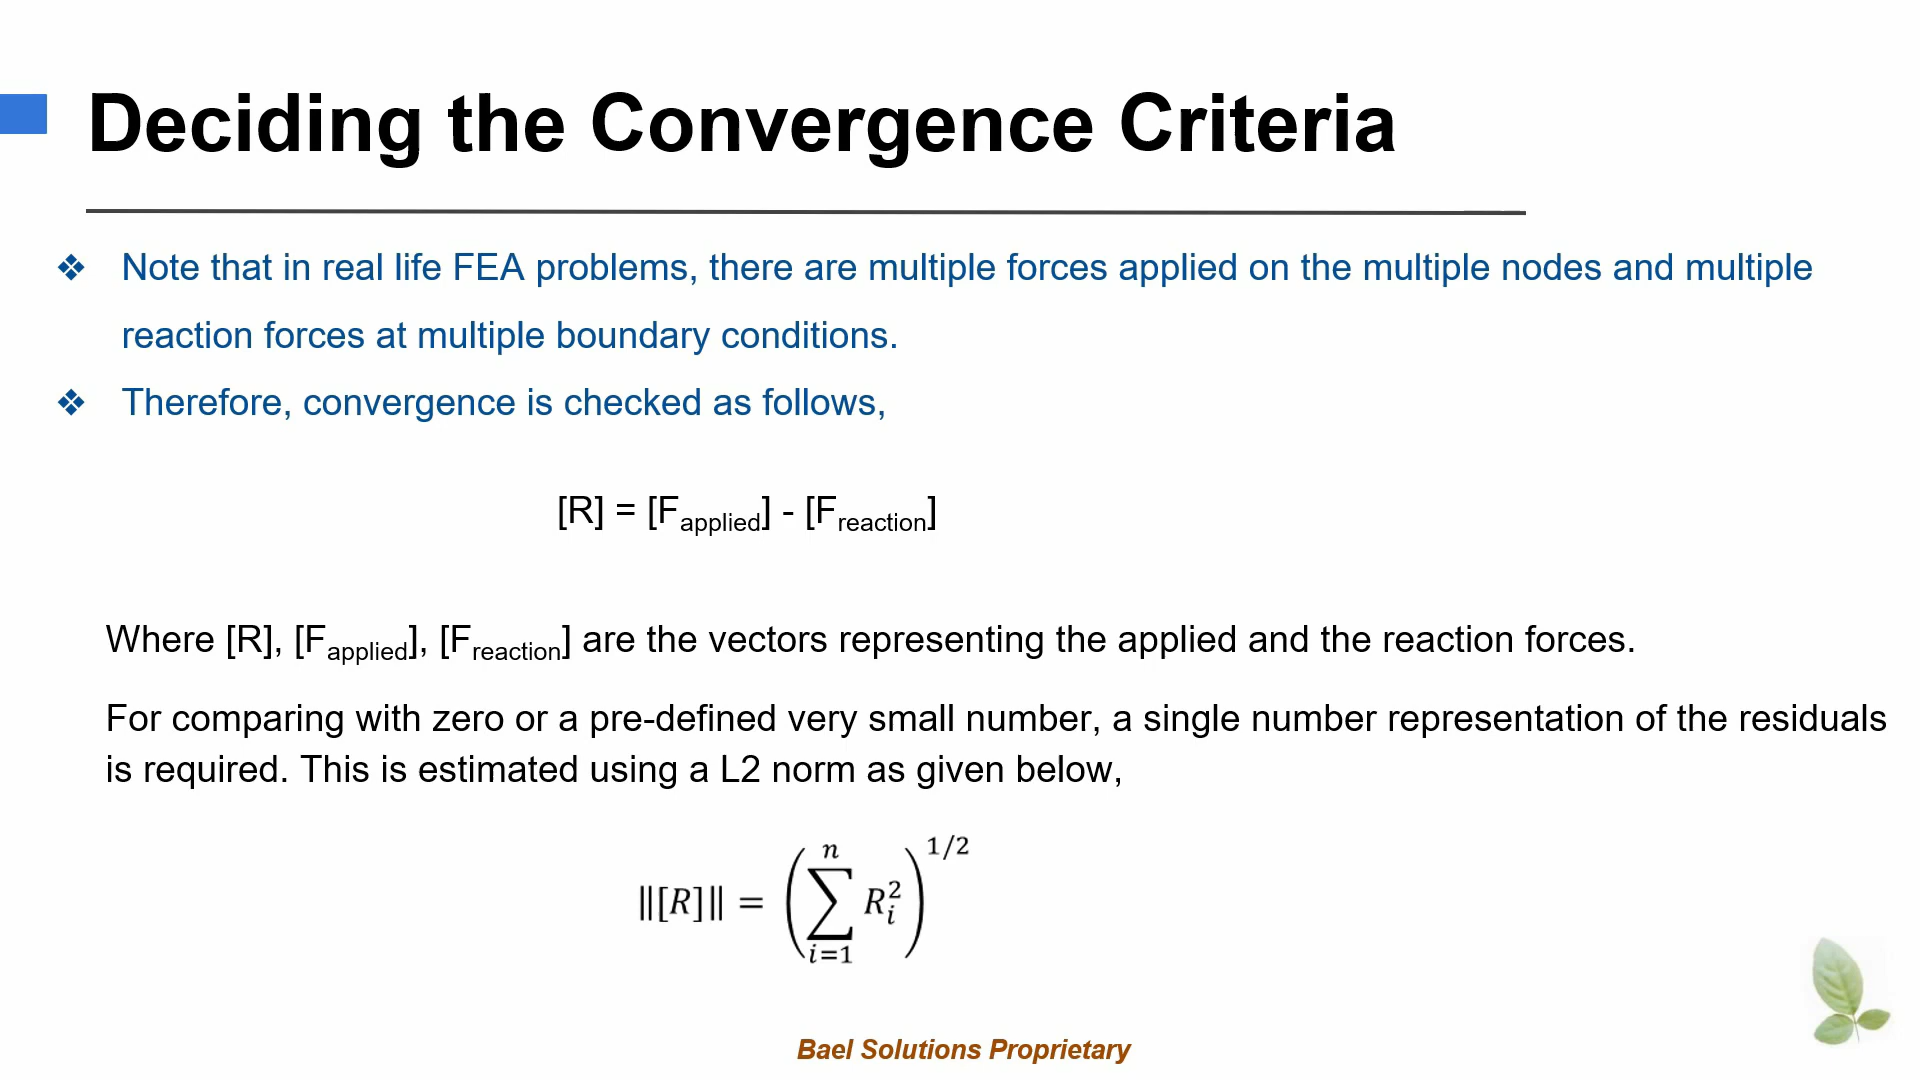 Deciding the Convergence Criteria
❖ Note that in real life FEA problems, there are multiple forces applied on the multiple nodes and multiple
reaction forces at multiple boundary conditions.
❖ Therefore, convergence is checked as follows,
[R] = [F_applied] - [F_reaction]
Where [R], [F_applied], [F_reaction] are the vectors representing the applied and the reaction forces.
For comparing with zero or a pre-defined very small number, a single number representation of the residuals
is required. This is estimated using a L2 norm as given below,
‖[R]‖ = (∑_{i=1}^{n} R_i^2)^{1/2}
Bael Solutions Proprietary